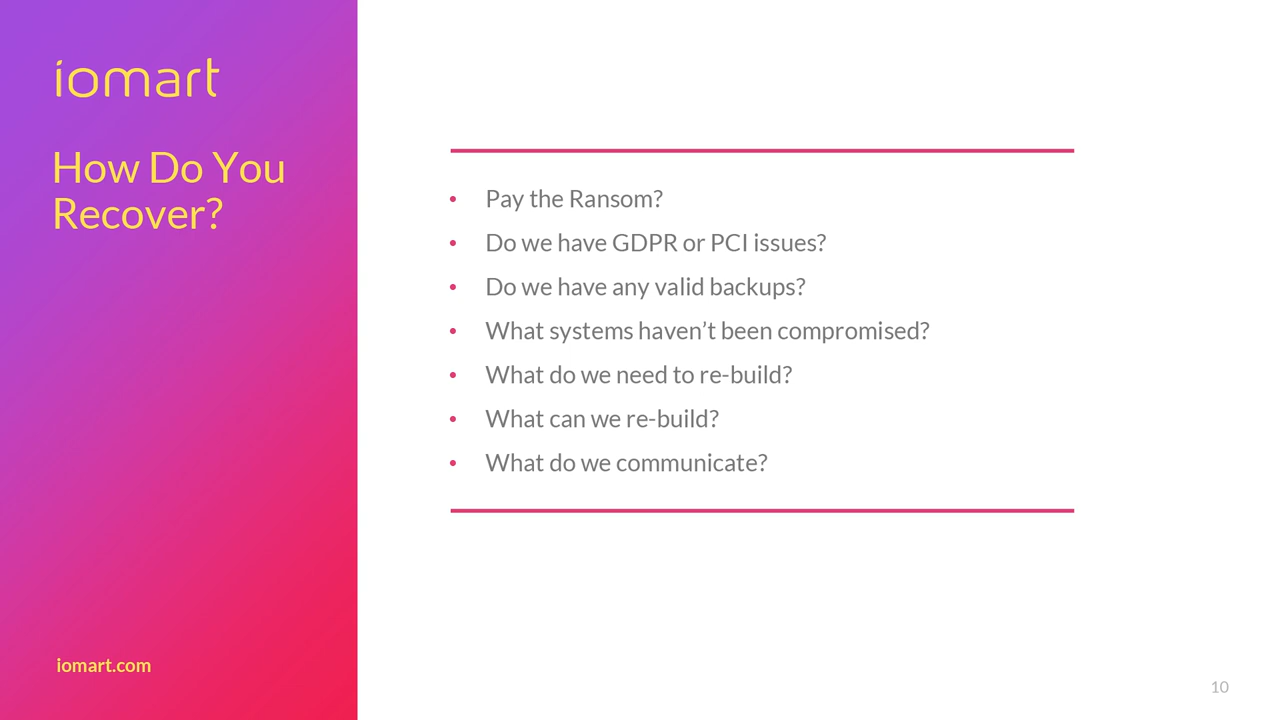 iomart
How Do You
Recover?
• Pay the Ransom?
• Do we have GDPR or PCI issues?
• Do we have any valid backups?
• What systems haven’t been compromised?
• What do we need to re-build?
• What can we re-build?
• What do we communicate?
iomart.com
10